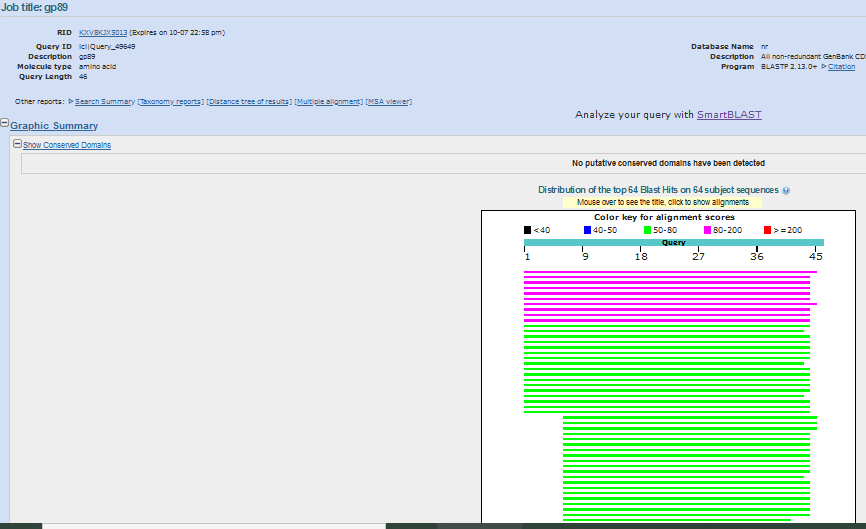 Job title: gp89
RID KXV8KJXS013 (Expires on 10-07 22:58 pm)
Query ID lcl|Query_49649
Description gp89
Molecule type amino acid
Query Length 46
Database Name nr
Description All non-redundant GenBank CD
Program BLASTP 2.13.0+ Citation
Other reports: Search Summary [Taxonomy reports] [Distance tree of results] [Multiple alignment] [MSA viewer]
Analyze your query with SmartBLAST
Graphic Summary
Show Conserved Domains
No putative conserved domains have been detected
Distribution of the top 64 Blast Hits on 64 subject sequences
Mouse over to see the title, click to show alignments
Color key for alignment scores
<40 40-50 50-80 80-200 >=200
Query
1 9 18 27 36 45